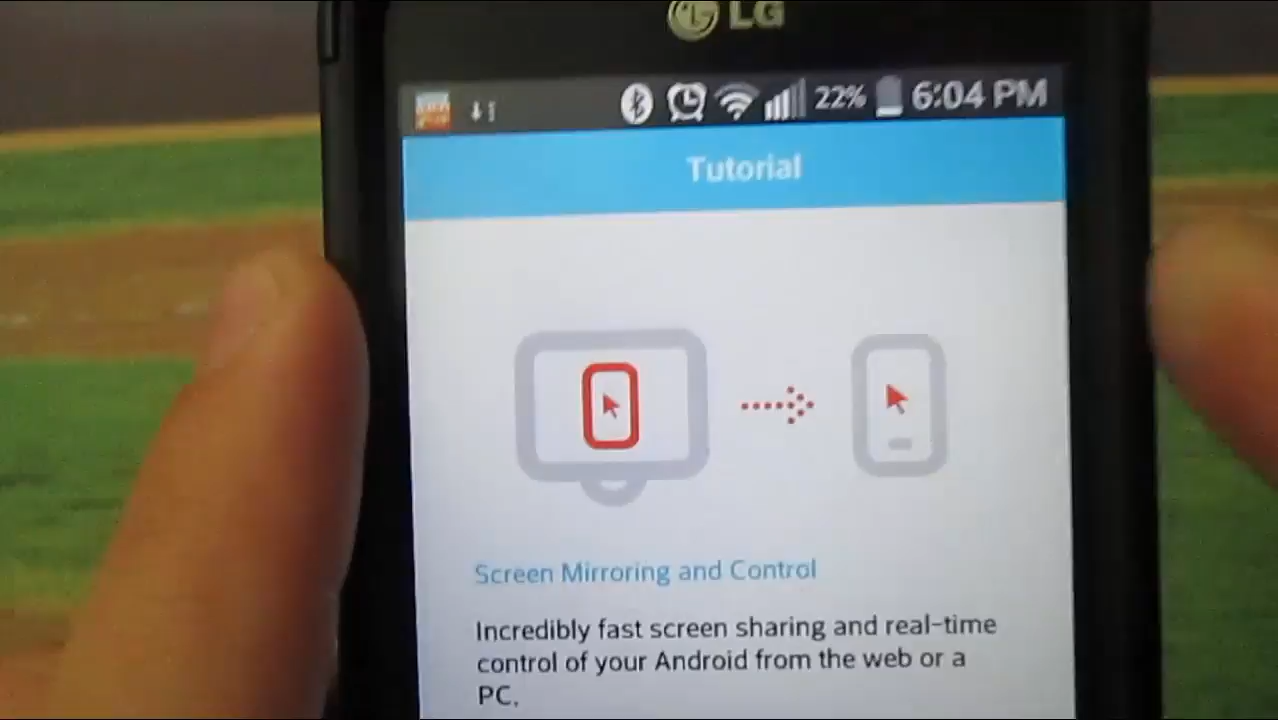 LG
22% 6:04 PM
Tutorial
Screen Mirroring and Control
Incredibly fast screen sharing and real-time
control of your Android from the web or a
PC.